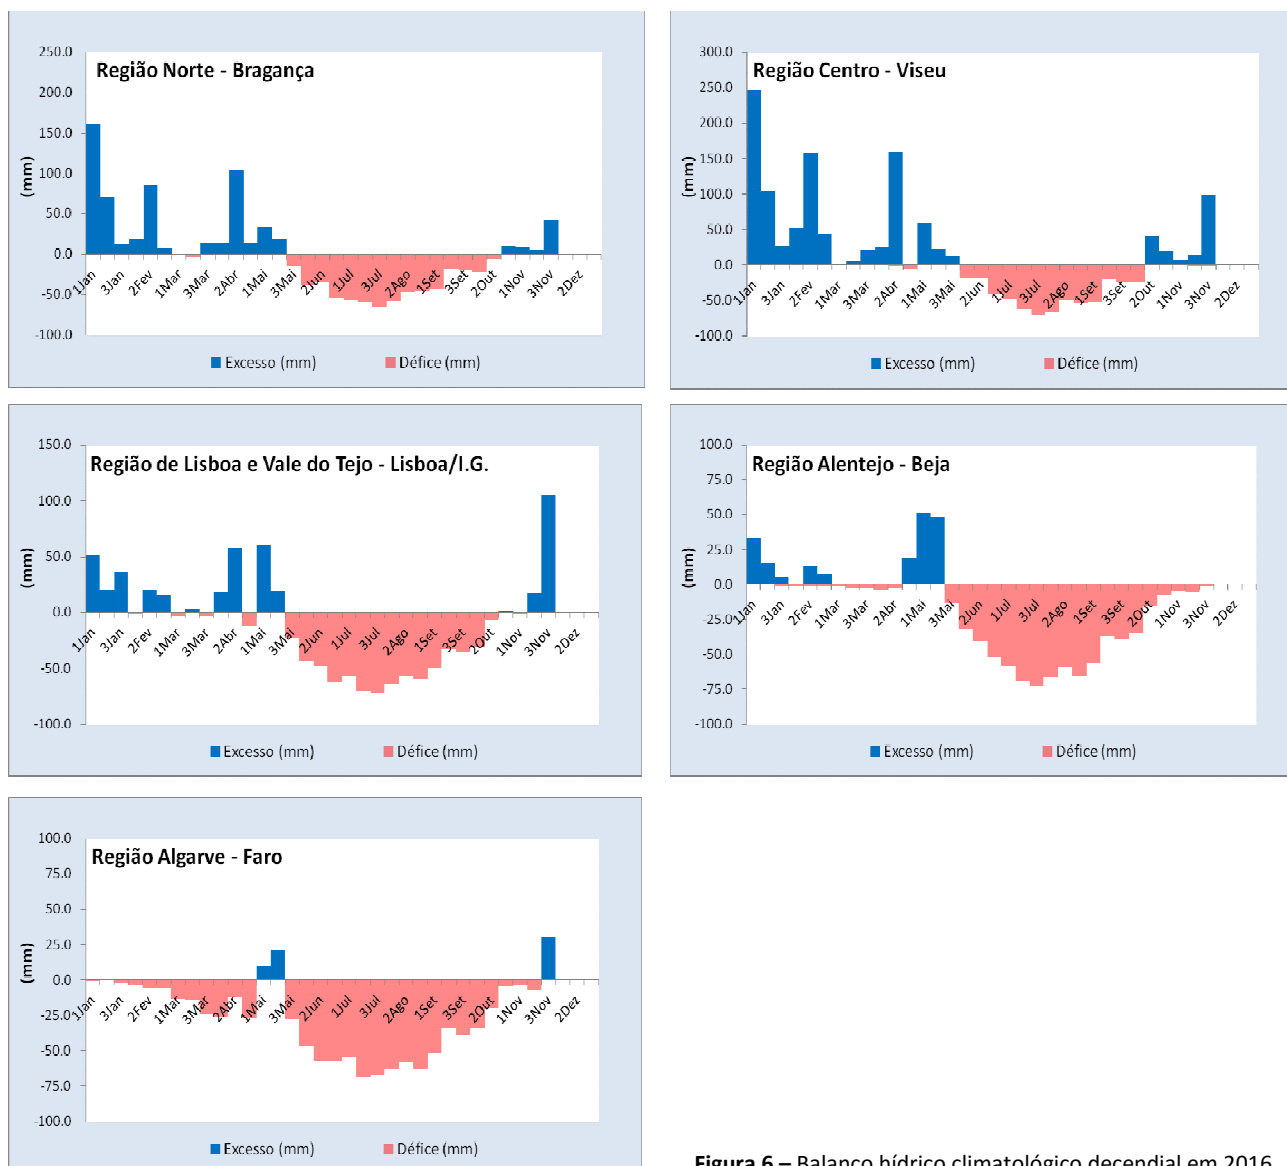 Região Norte - Bragança
250.0
200.0
150.0
100.0
50.0
0.0
-50.0
-100.0
(mm)
1Jan 3Jan 2Fev 1Mar 3Mar 2Abr 1Mai 3Mai 2Jun 1Jul 3Jul 2Ago 1Set 3Set 2Out 1Nov 3Nov 2Dez
Excesso (mm) Défice (mm)
Região Centro - Viseu
300.0
250.0
200.0
150.0
100.0
50.0
0.0
-50.0
-100.0
(mm)
1Jan 3Jan 2Fev 1Mar 3Mar 2Abr 1Mai 3Mai 2Jun 1Jul 3Jul 2Ago 1Set 3Set 2Out 1Nov 3Nov 2Dez
Excesso (mm) Défice (mm)
Região de Lisboa e Vale do Tejo - Lisboa/I.G.
150.0
100.0
50.0
0.0
-50.0
-100.0
(mm)
1Jan 3Jan 2Fev 1Mar 3Mar 2Abr 1Mai 3Mai 2Jun 1Jul 3Jul 2Ago 1Set 3Set 2Out 1Nov 3Nov 2Dez
Excesso (mm) Défice (mm)
Região Alentejo - Beja
100.0
75.0
50.0
25.0
0.0
-25.0
-50.0
-75.0
-100.0
(mm)
1Jan 3Jan 2Fev 1Mar 3Mar 2Abr 1Mai 3Mai 2Jun 1Jul 3Jul 2Ago 1Set 3Set 2Out 1Nov 3Nov 2Dez
Excesso (mm) Défice (mm)
Região Algarve - Faro
100.0
75.0
50.0
25.0
0.0
-25.0
-50.0
-75.0
-100.0
(mm)
1Jan 3Jan 2Fev 1Mar 3Mar 2Abr 1Mai 3Mai 2Jun 1Jul 3Jul 2Ago 1Set 3Set 2Out 1Nov 3Nov 2Dez
Excesso (mm) Défice (mm)
Figura 6 – Balanço hídrico climatológico decendial em 2016